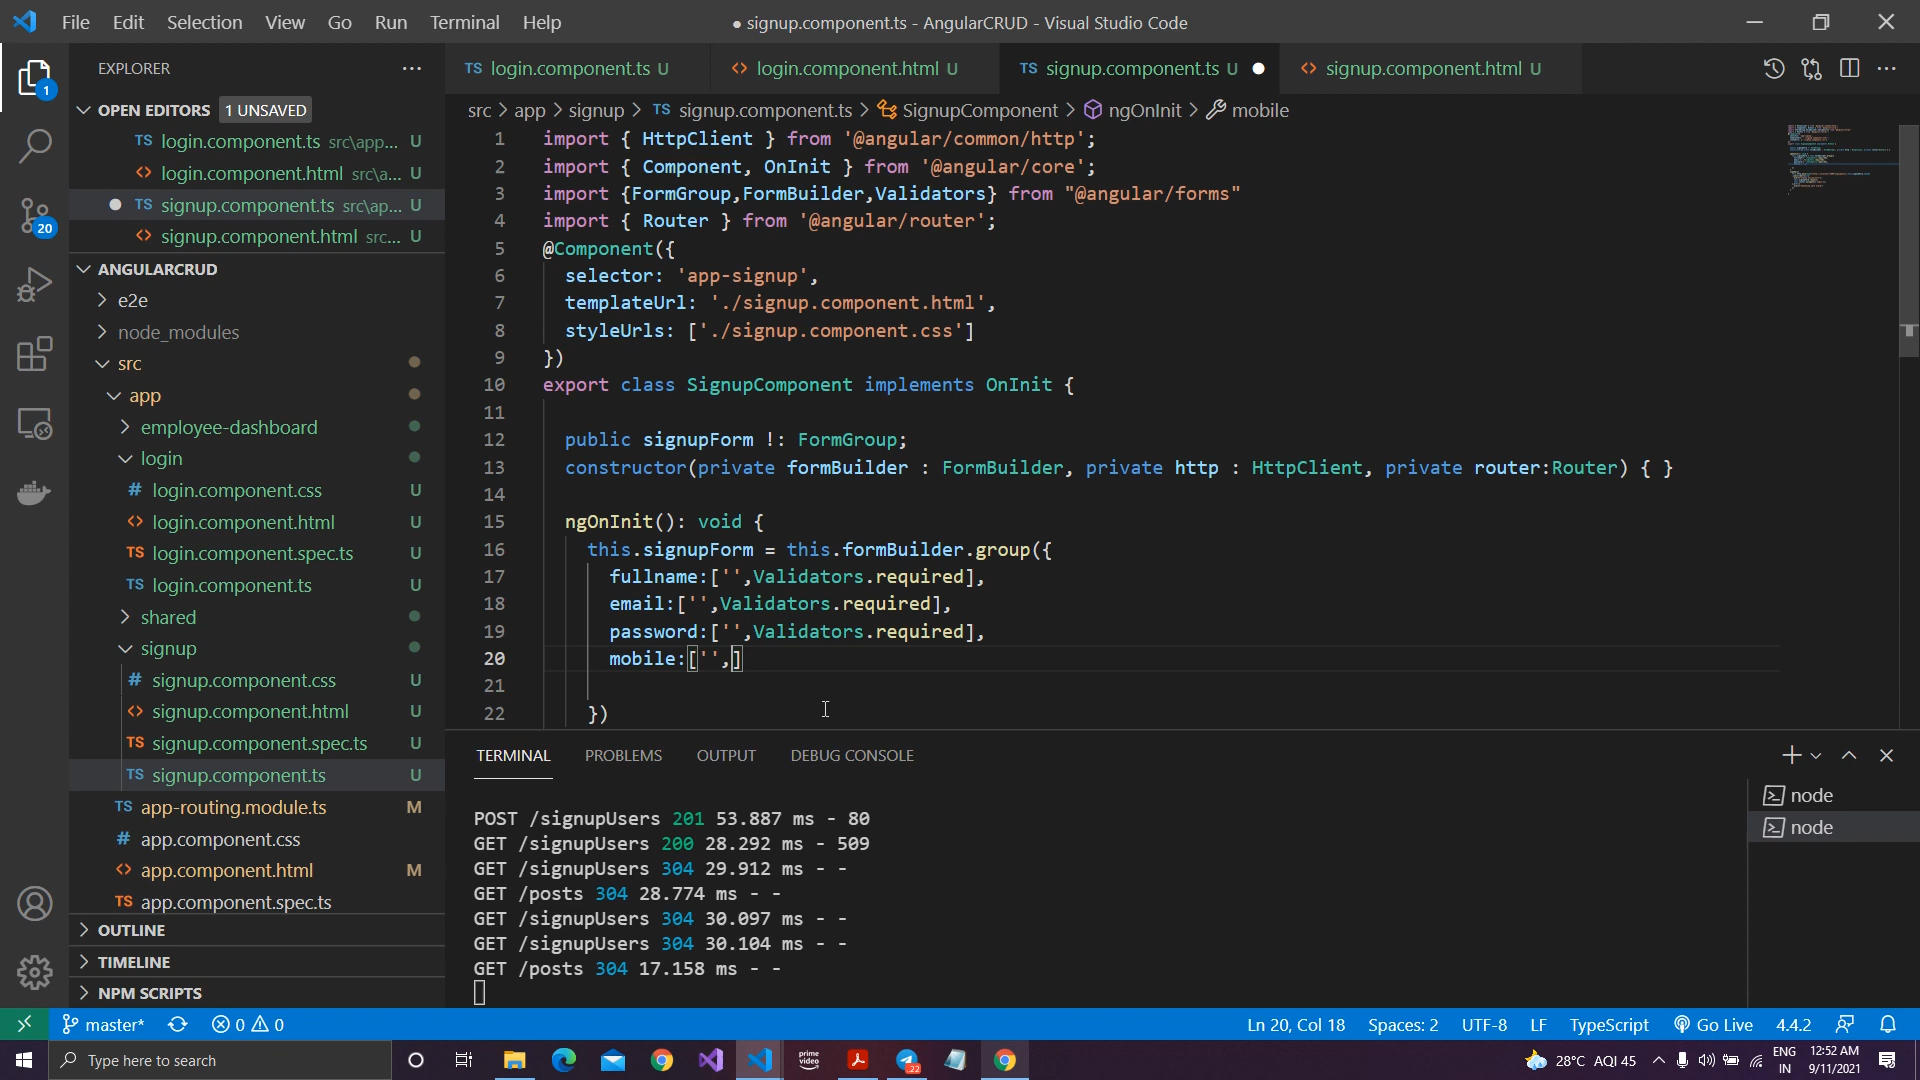 File Edit Selection View Go Run Terminal Help
● signup.component.ts - AngularCRUD - Visual Studio Code
EXPLORER
OPEN EDITORS 1 UNSAVED
TS login.component.ts src\app... U
<> login.component.html src\a... U
● TS signup.component.ts src\ap... U
<> signup.component.html src... U
ANGULARCRUD
e2e
node_modules
src
app
employee-dashboard
login
# login.component.css U
<> login.component.html U
TS login.component.spec.ts U
TS login.component.ts U
shared
signup
# signup.component.css U
<> signup.component.html U
TS signup.component.spec.ts U
TS signup.component.ts U
TS app-routing.module.ts M
# app.component.css
<> app.component.html M
TS app.component.spec.ts
OUTLINE
TIMELINE
NPM SCRIPTS
1
20
TS login.component.ts U <> login.component.html U TS signup.component.ts U ● <> signup.component.html U
src > app > signup > TS signup.component.ts > SignupComponent > ngOnInit > mobile
1 import { HttpClient } from '@angular/common/http';
2 import { Component, OnInit } from '@angular/core';
3 import {FormGroup,FormBuilder,Validators} from "@angular/forms"
4 import { Router } from '@angular/router';
5 @Component({
6 selector: 'app-signup',
7 templateUrl: './signup.component.html',
8 styleUrls: ['./signup.component.css']
9 })
10 export class SignupComponent implements OnInit {
11
12 public signupForm !: FormGroup;
13 constructor(private formBuilder : FormBuilder, private http : HttpClient, private router:Router) { }
14
15 ngOnInit(): void {
16 this.signupForm = this.formBuilder.group({
17 fullname:['',Validators.required],
18 email:['',Validators.required],
19 password:['',Validators.required],
20 mobile:['',]
21
22 })
TERMINAL PROBLEMS OUTPUT DEBUG CONSOLE
POST /signupUsers 201 53.887 ms - 80
GET /signupUsers 200 28.292 ms - 509
GET /signupUsers 304 29.912 ms - -
GET /posts 304 28.774 ms - -
GET /signupUsers 304 30.097 ms - -
GET /signupUsers 304 30.104 ms - -
GET /posts 304 17.158 ms - -
node
node
master* 0 0
Ln 20, Col 18 Spaces: 2 UTF-8 LF TypeScript Go Live 4.4.2
Type here to search
prime video
22
28°C AQI 45
ENG
IN
12:52 AM
9/11/2021